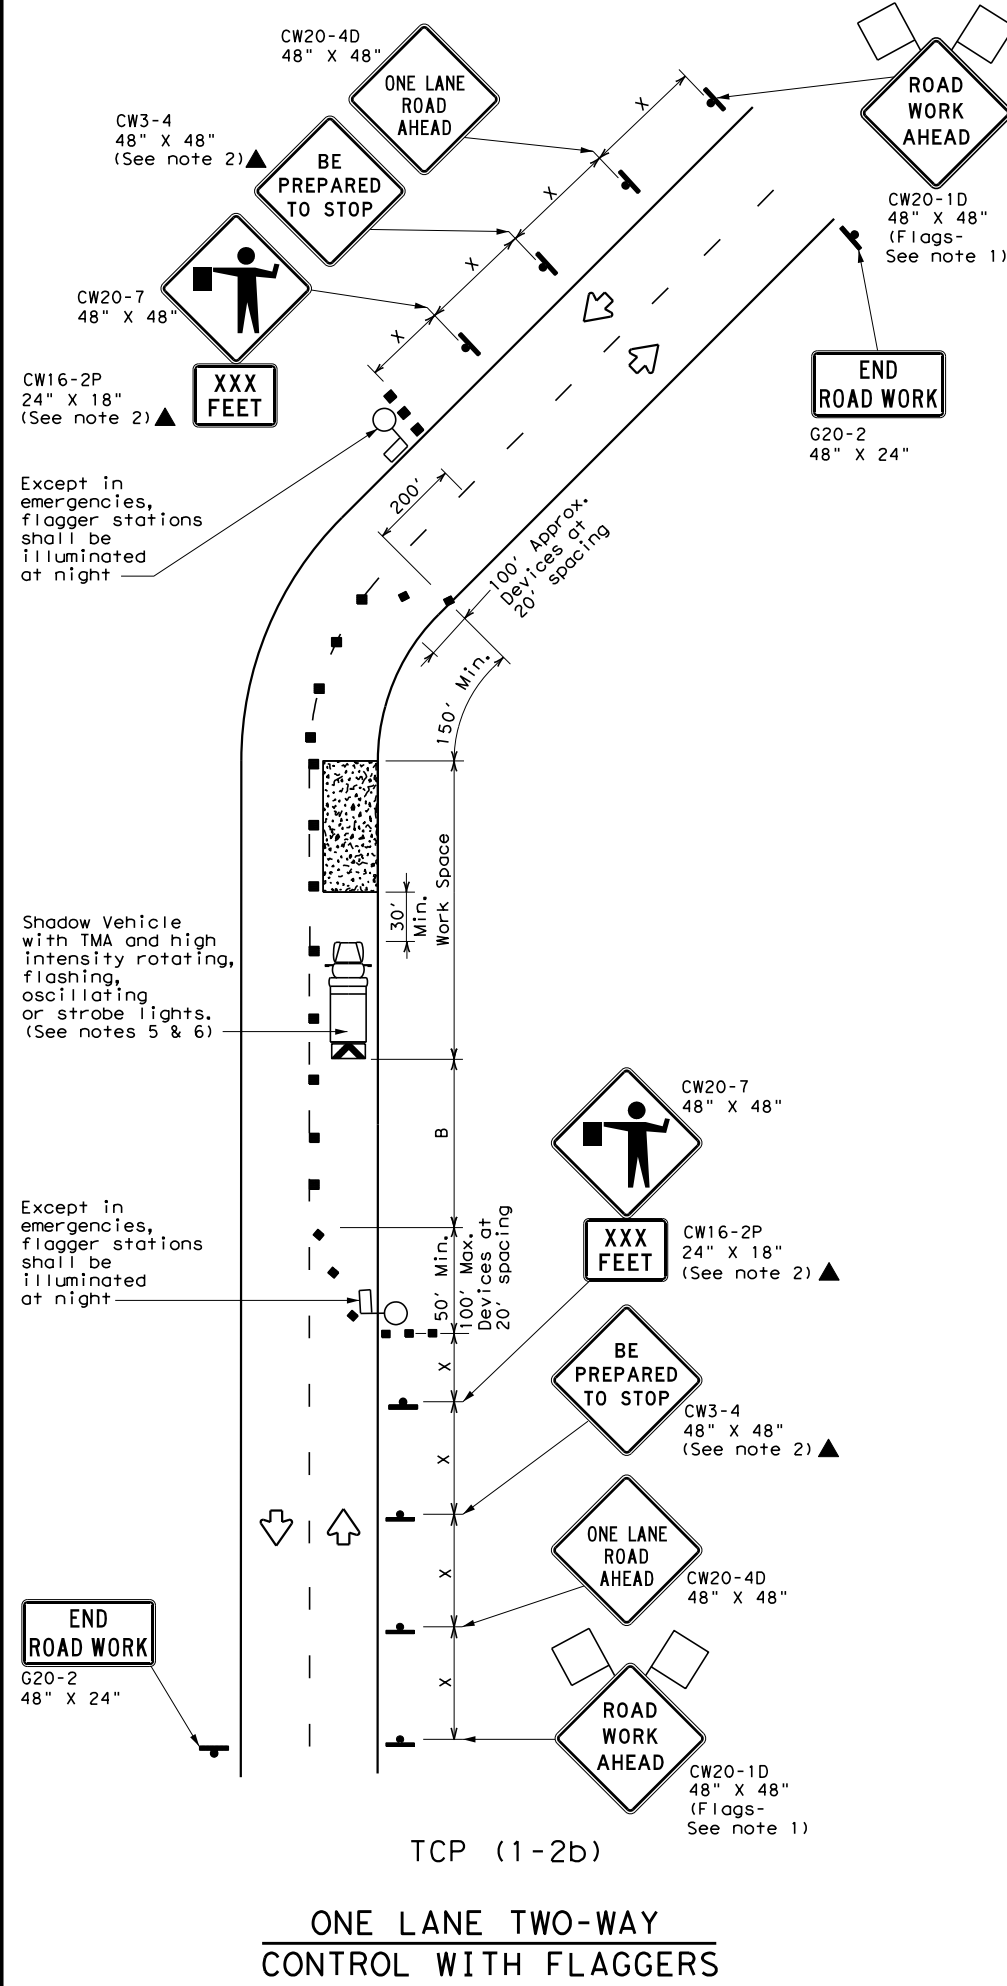 CW20-4D
48" X 48"
ONE LANE
ROAD
AHEAD
X
ROAD
WORK
AHEAD
CW20-1D
48" X 48"
(Flags-
See note 1)
CW3-4
48" X 48"
(See note 2)
BE
PREPARED
TO STOP
X
X
CW20-7
48" X 48"
X
CW16-2P
24" X 18"
(See note 2)
XXX
FEET
END
ROAD WORK
G20-2
48" X 24"
Except in
emergencies,
flagger stations
shall be
illuminated
at night
200'
100' Approx.
Devices at
20' spacing
150' Min.
Work Space
30'
Min.
Shadow Vehicle
with TMA and high
intensity rotating,
flashing,
oscillating
or strobe lights.
(See notes 5 & 6)
B
CW20-7
48" X 48"
Except in
emergencies,
flagger stations
shall be
illuminated
at night
50' Min.
100' Max.
Devices at
20' spacing
XXX
FEET
CW16-2P
24" X 18"
(See note 2)
X
BE
PREPARED
TO STOP
CW3-4
48" X 48"
(See note 2)
X
ONE LANE
ROAD
AHEAD
CW20-4D
48" X 48"
X
END
ROAD WORK
G20-2
48" X 24"
X
ROAD
WORK
AHEAD
CW20-1D
48" X 48"
(Flags-
See note 1)
TCP (1-2b)
ONE LANE TWO-WAY
CONTROL WITH FLAGGERS